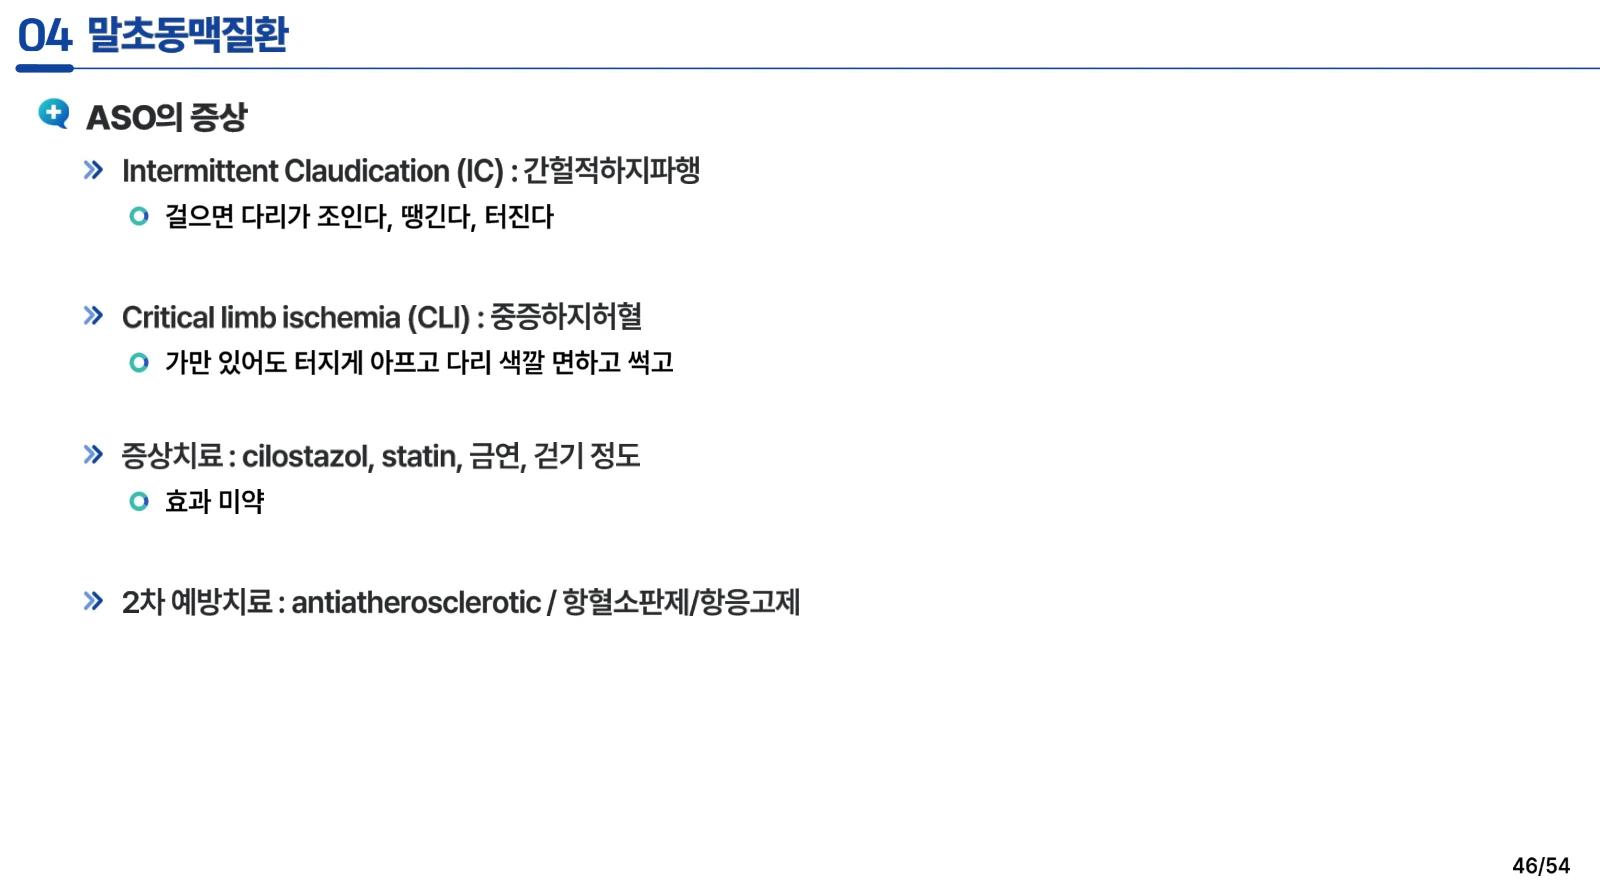 04 말초동맥질환
ASO의 증상
Intermittent Claudication (IC) : 간헐적하지파행
걸으면 다리가 조인다, 땡긴다, 터진다
Critical limb ischemia (CLI) : 중증하지허혈
가만 있어도 터지게 아프고 다리 색깔 면하고 썩고
증상치료 : cilostazol, statin, 금연, 걷기 정도
효과 미약
2차 예방치료 : antiatherosclerotic / 항혈소판제/항응고제
46/54